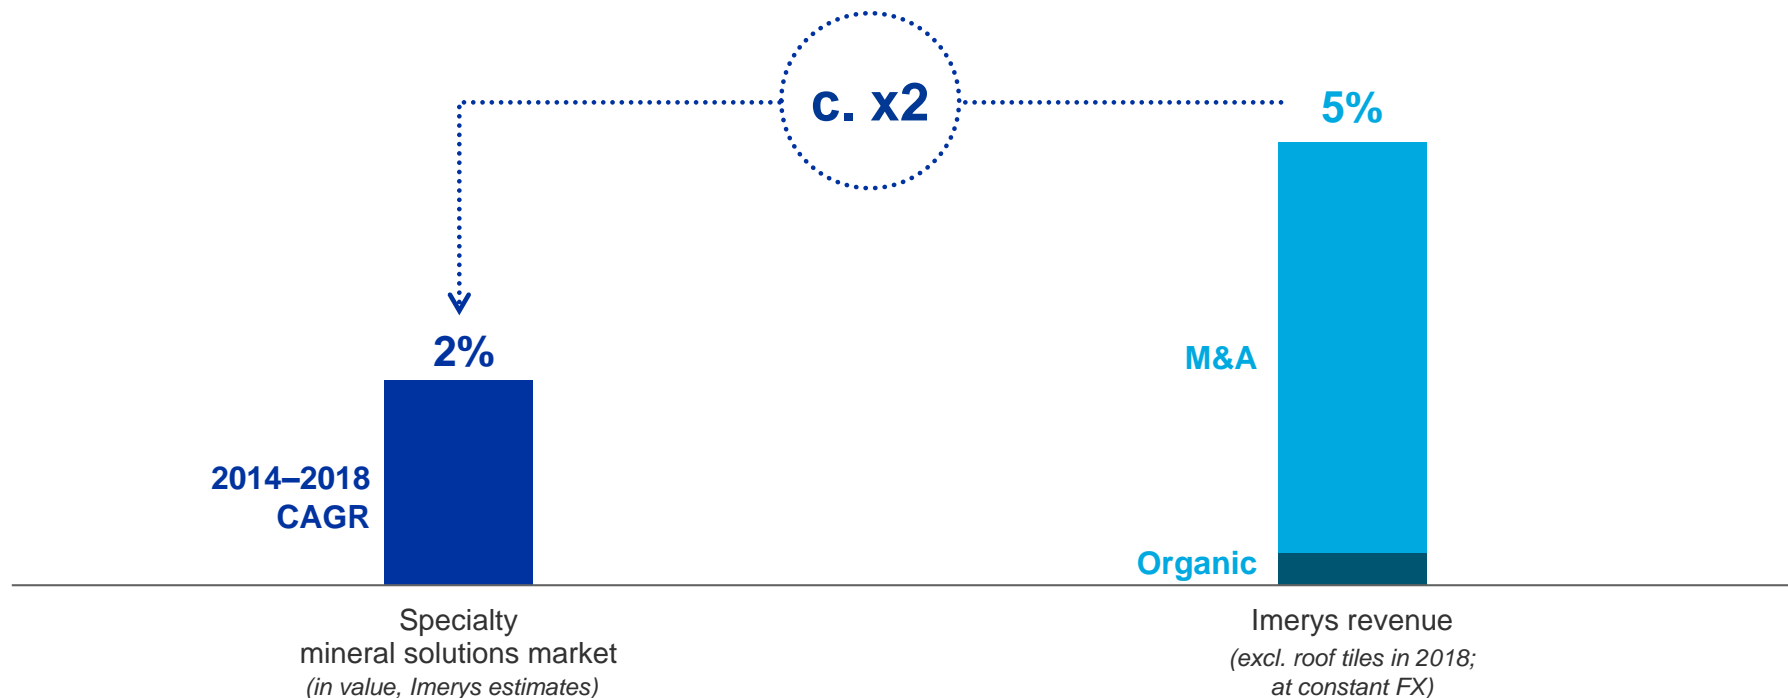 c. x2
5%
2%
M&A
2014–2018
CAGR
Organic
Specialty
mineral solutions market
(in value, Imerys estimates)
Imerys revenue
(excl. roof tiles in 2018;
at constant FX)